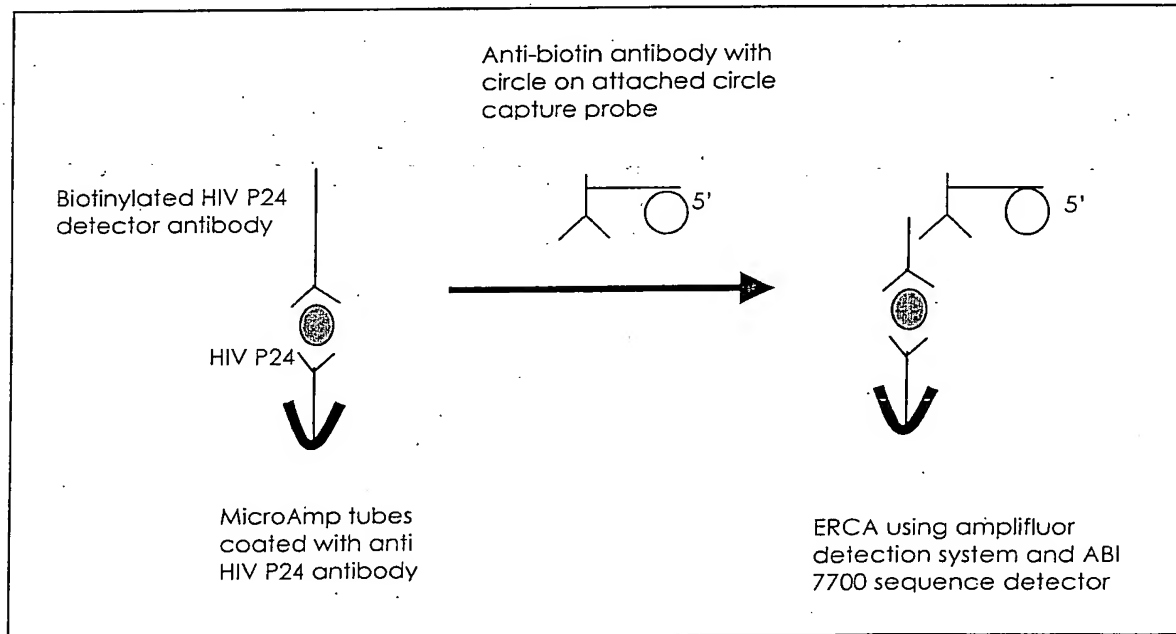 Anti-biotin antibody with
circle on attached circle
capture probe
Biotinylated HIV P24
detector antibody
5'
5'
HIV P24
MicroAmp tubes
coated with anti
HIV P24 antibody
ERCA using amplifluor
detection system and ABI
7700 sequence detector